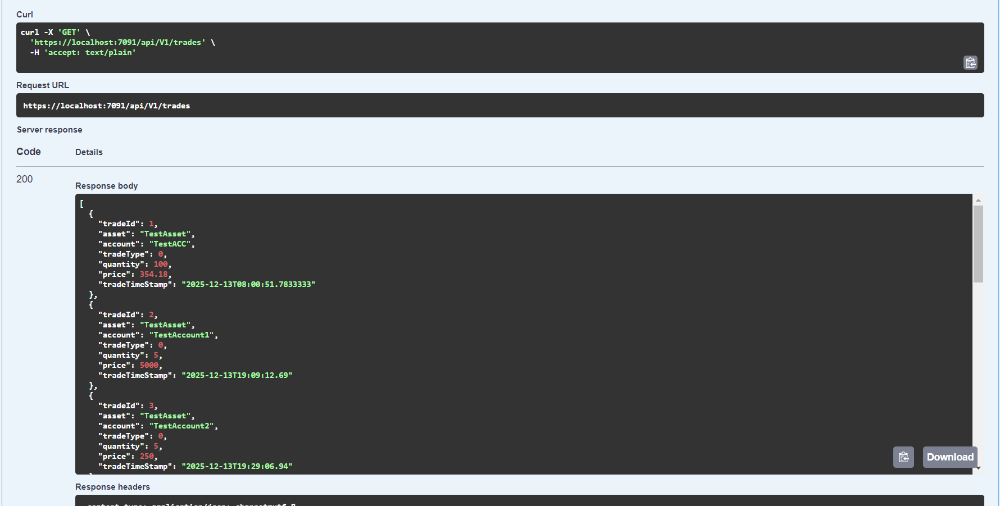 Curl
curl -X 'GET' \
  'https://localhost:7091/api/V1/trades' \
  -H 'accept: text/plain'
Request URL
https://localhost:7091/api/V1/trades
Server response
Code Details
200
Response body
[
  {
    "tradeId": 1,
    "asset": "TestAsset",
    "account": "TestACC",
    "tradeType": 0,
    "quantity": 100,
    "price": 354.18,
    "tradeTimeStamp": "2025-12-13T08:00:51.7833333"
  },
  {
    "tradeId": 2,
    "asset": "TestAsset",
    "account": "TestAccount1",
    "tradeType": 0,
    "quantity": 5,
    "price": 5000,
    "tradeTimeStamp": "2025-12-13T19:09:12.69"
  },
  {
    "tradeId": 3,
    "asset": "TestAsset",
    "account": "TestAccount2",
    "tradeType": 0,
    "quantity": 5,
    "price": 250,
    "tradeTimeStamp": "2025-12-13T19:29:06.94"
Download
Response headers